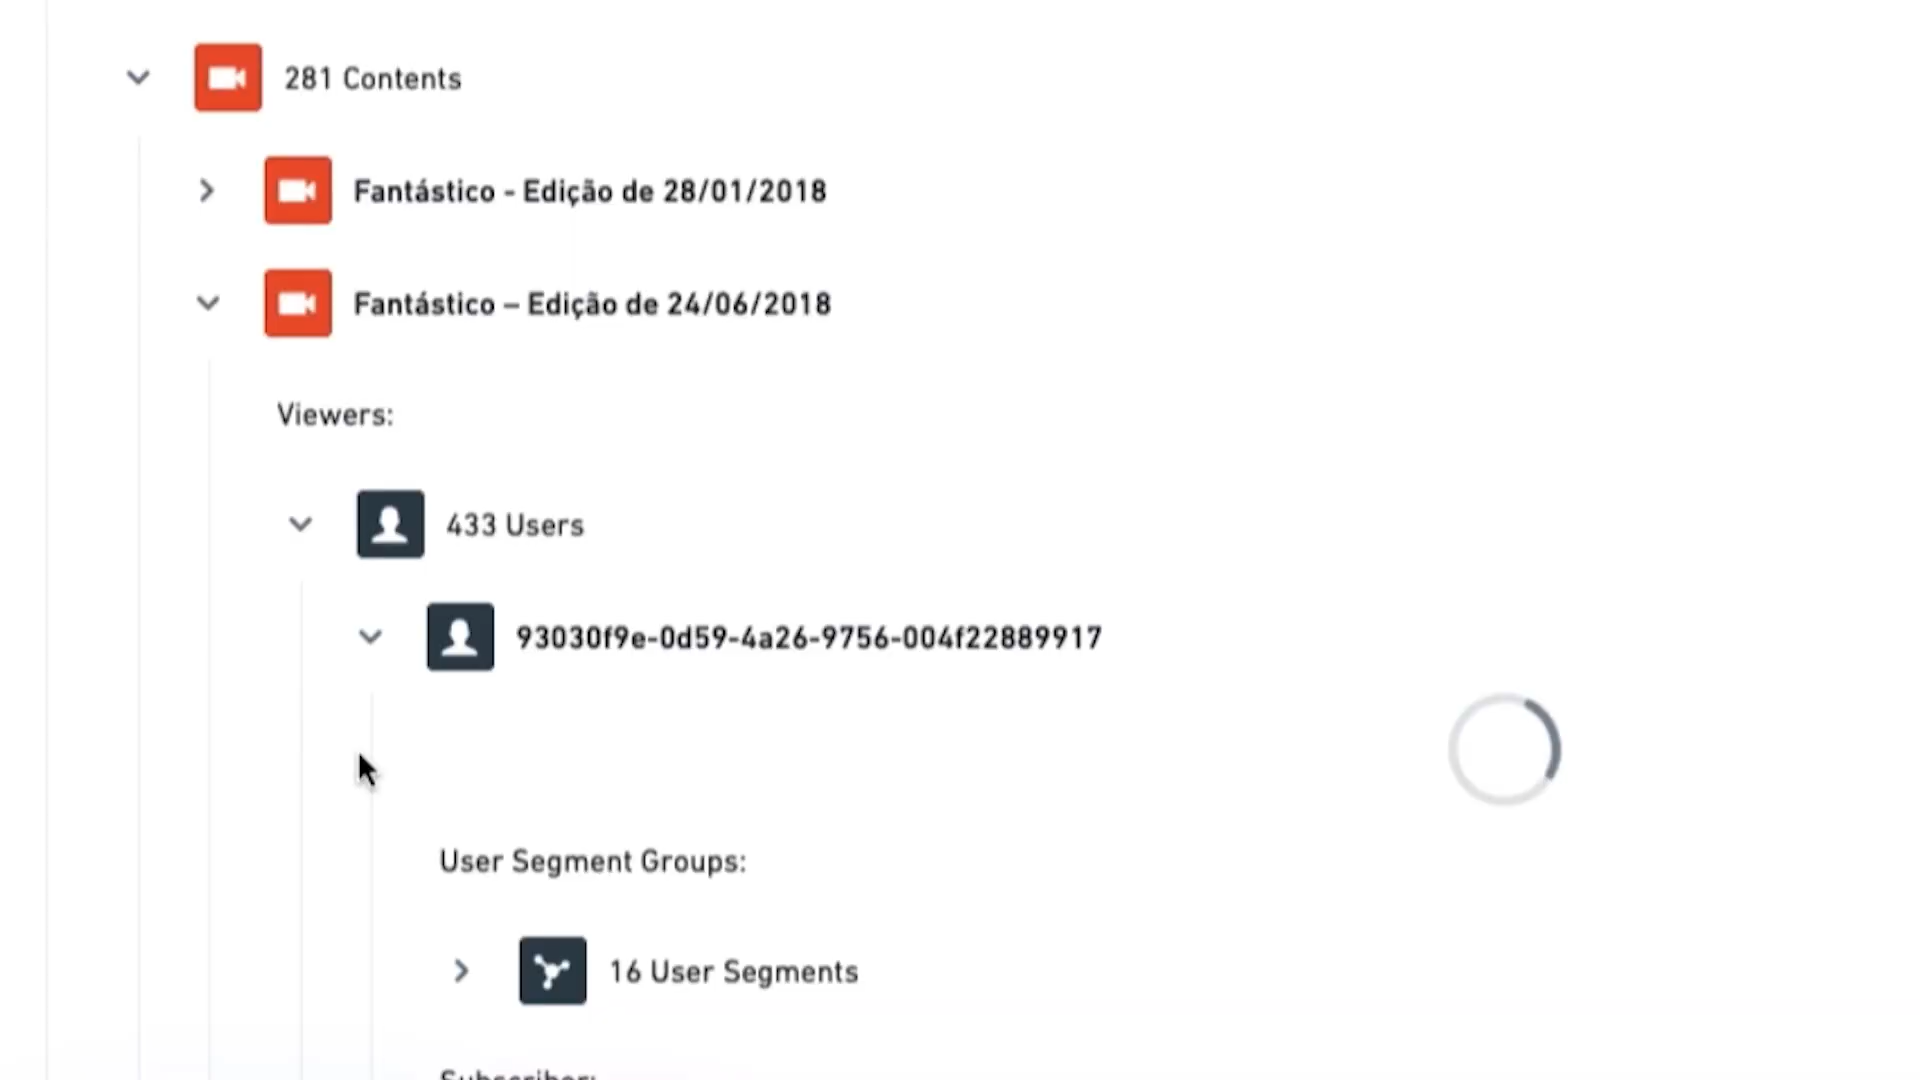 281 Contents
Fantástico - Edição de 28/01/2018
Fantástico – Edição de 24/06/2018
Viewers:
433 Users
93030f9e-0d59-4a26-9756-004f22889917
User Segment Groups:
16 User Segments
Subscriber: